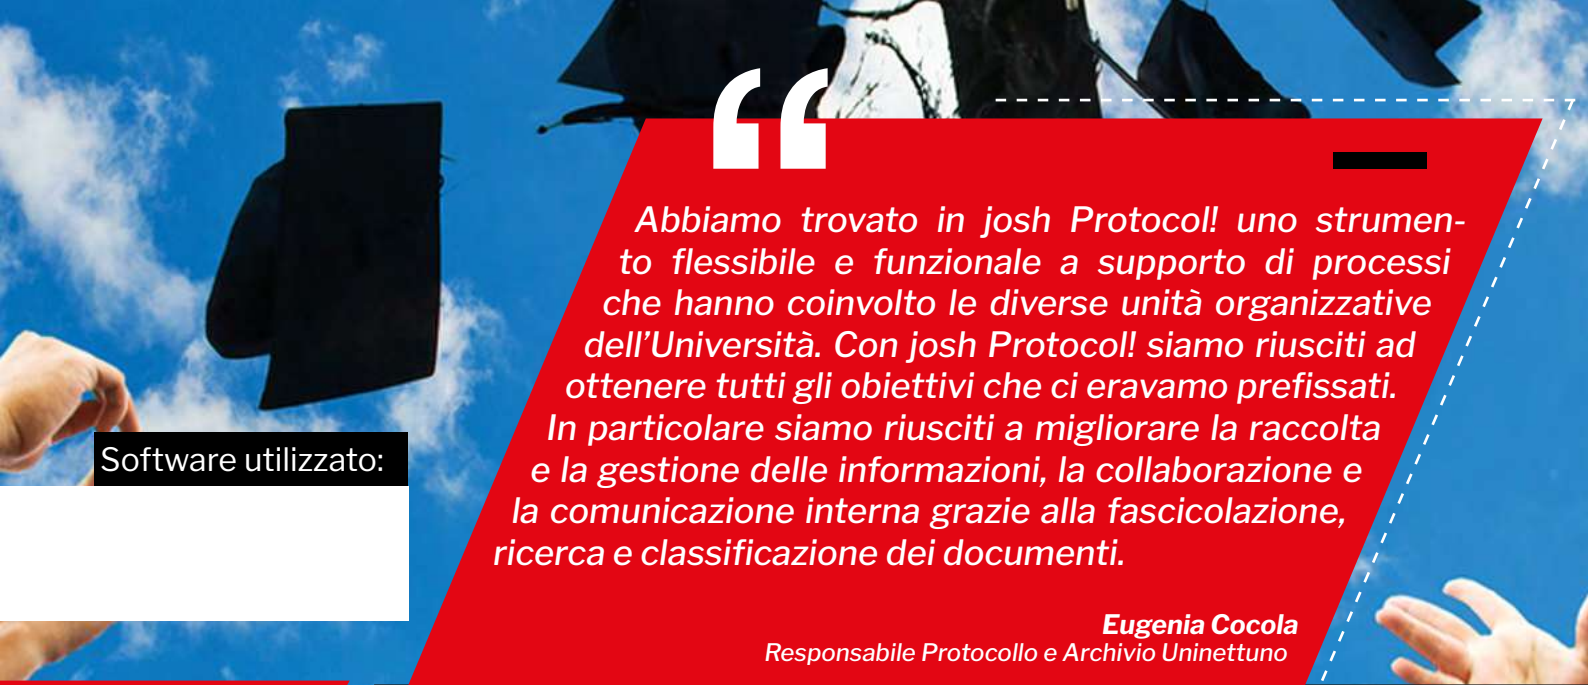 “
Abbiamo trovato in josh Protocol! uno strumen-
to flessibile e funzionale a supporto di processi
che hanno coinvolto le diverse unità organizzative
dell’Università. Con josh Protocol! siamo riusciti ad
ottenere tutti gli obiettivi che ci eravamo prefissati.
In particolare siamo riusciti a migliorare la raccolta
e la gestione delle informazioni, la collaborazione e
la comunicazione interna grazie alla fascicolazione,
ricerca e classificazione dei documenti.
Eugenia Cocola
Responsabile Protocollo e Archivio Uninettuno
Software utilizzato: